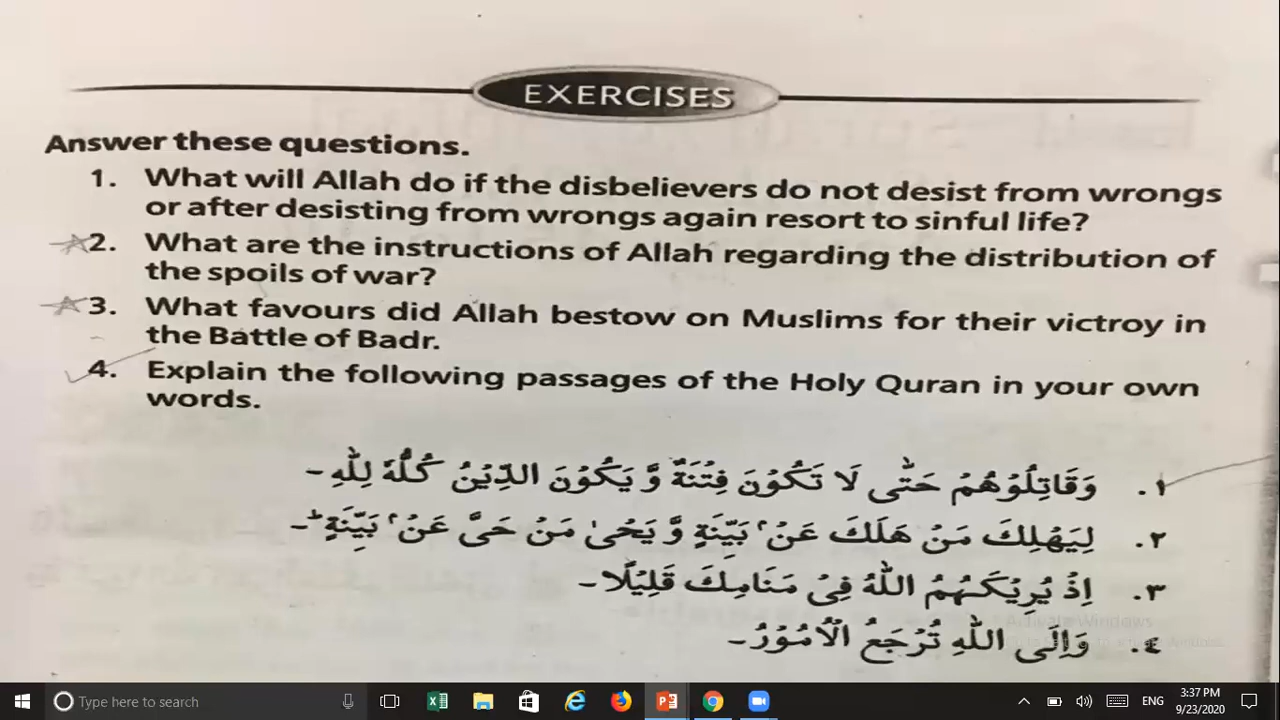 EXERCISES
Answer these questions.
1. What will Allah do if the disbelievers do not desist from wrongs
or after desisting from wrongs again resort to sinful life?
2. What are the instructions of Allah regarding the distribution of
the spoils of war?
3. What favours did Allah bestow on Muslims for their victroy in
the Battle of Badr.
4. Explain the following passages of the Holy Quran in your own
words.
١. وَقَاتِلُوْهُمْ حَتّٰى لَا تَكُوْنَ فِتْنَةٌ وَّ يَكُوْنَ الدِّيْنُ كُلُّهٗ لِلّٰهِ ۔
٢. لِيَهْلِكَ مَنْ هَلَكَ عَنْۢ بَيِّنَةٍ وَّ يَحْيٰى مَنْ حَيَّ عَنْۢ بَيِّنَةٍ ؕ۔
٣. اِذْ يُرِيْكَهُمُ اللّٰهُ فِيْ مَنَامِكَ قَلِيْلًا ۔
٤. وَاِلَى اللّٰهِ تُرْجَعُ الْاُمُوْرُ ۔
Activate Windows
Type here to search
ENG
3:37 PM
9/23/2020